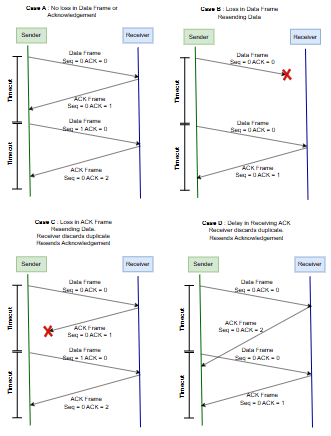 Case A : No loss in Data Frame or
Acknowledgement
Sender
Receiver
Data Frame
Seq = 0 ACK = 0
Timeout
ACK Frame
Seq = 0 ACK = 1
Data Frame
Seq = 1 ACK = 0
Timeout
ACK Frame
Seq = 0 ACK = 2
Case B : Loss in Data Frame
Resending Data
Sender
Receiver
Data Frame
Seq = 0 ACK = 0
Timeout
Data Frame
Seq = 0 ACK = 0
Timeout
ACK Frame
Seq = 0 ACK = 1
Case C : Loss in ACK Frame
Resending Data.
Receiver discards duplicate
Resends Acknowledgement
Sender
Receiver
Data Frame
Seq = 0 ACK = 0
Timeout
ACK Frame
Seq = 0 ACK = 1
Data Frame
Seq = 1 ACK = 0
Timeout
ACK Frame
Seq = 0 ACK = 2
Case D : Delay in Receiving ACK
Receiver discards duplicate.
Resends Acknowledgement
Sender
Receiver
Data Frame
Seq = 0 ACK = 0
Timeout
ACK Frame
Seq = 0 ACK = 2
Data Frame
Seq = 0 ACK = 0
Timeout
ACK Frame
Seq = 0 ACK = 1